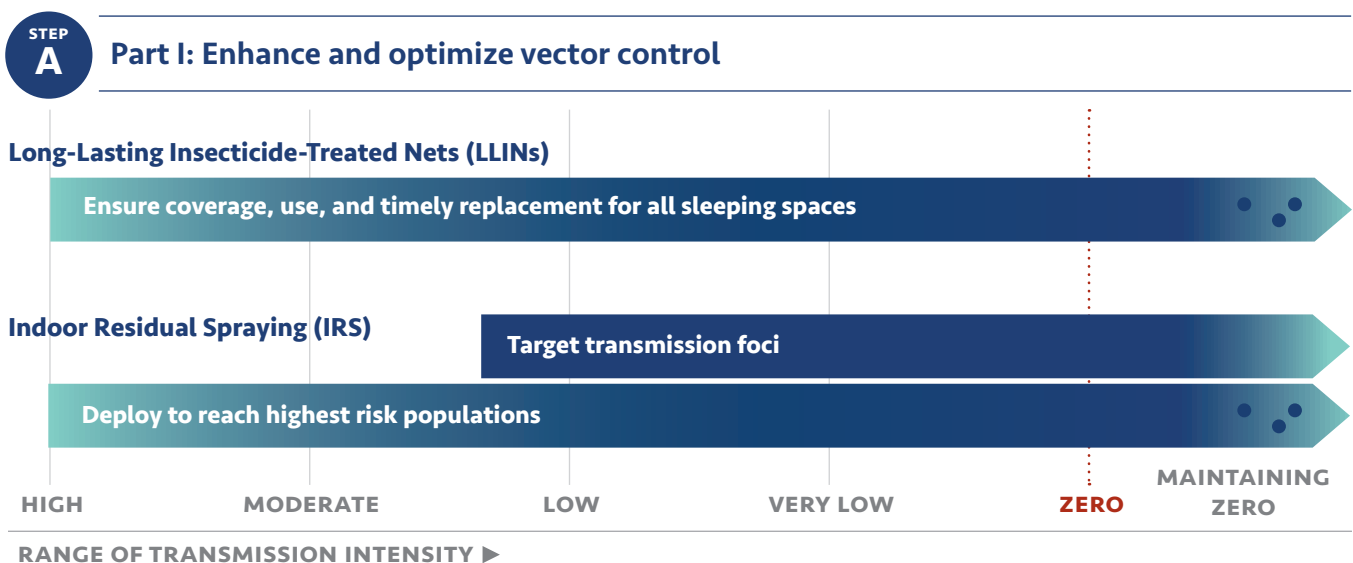 STEP
A
Part I: Enhance and optimize vector control
Long-Lasting Insecticide-Treated Nets (LLINs)
Ensure coverage, use, and timely replacement for all sleeping spaces
Indoor Residual Spraying (IRS)
Target transmission foci
Deploy to reach highest risk populations
HIGH
MODERATE
LOW
VERY LOW
ZERO
MAINTAINING
ZERO
RANGE OF TRANSMISSION INTENSITY ▶